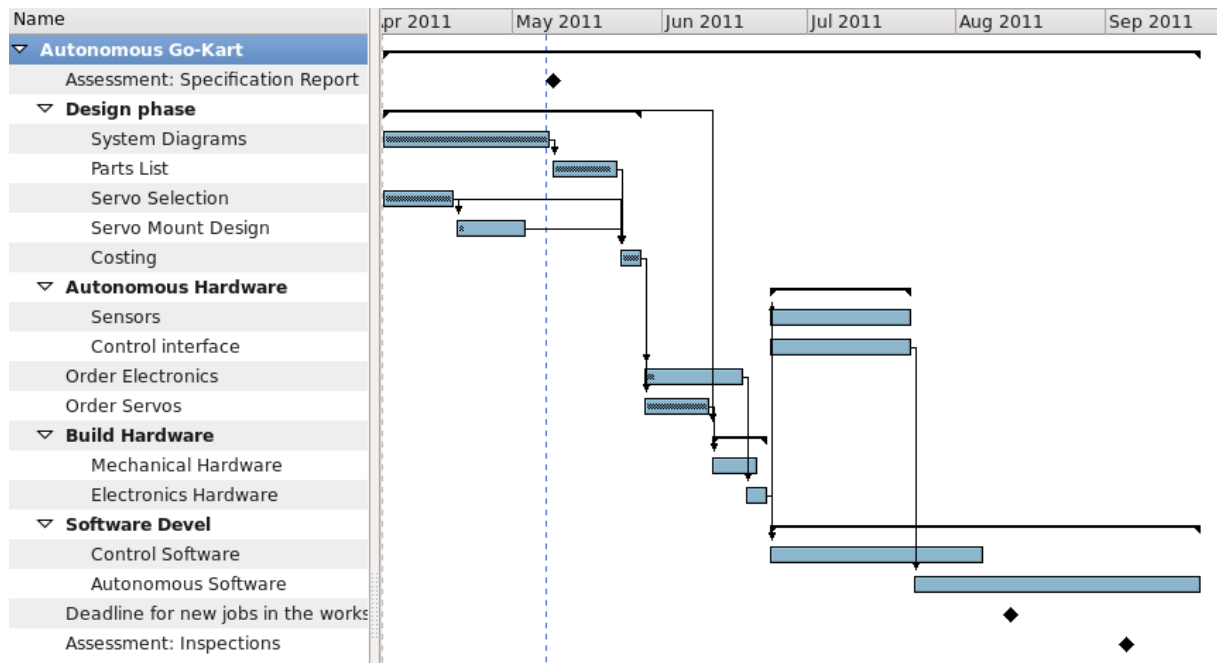 Name
pr 2011 May 2011 Jun 2011 Jul 2011 Aug 2011 Sep 2011
Autonomous Go-Kart
Assessment: Specification Report
Design phase
System Diagrams
Parts List
Servo Selection
Servo Mount Design
Costing
Autonomous Hardware
Sensors
Control interface
Order Electronics
Order Servos
Build Hardware
Mechanical Hardware
Electronics Hardware
Software Devel
Control Software
Autonomous Software
Deadline for new jobs in the works
Assessment: Inspections